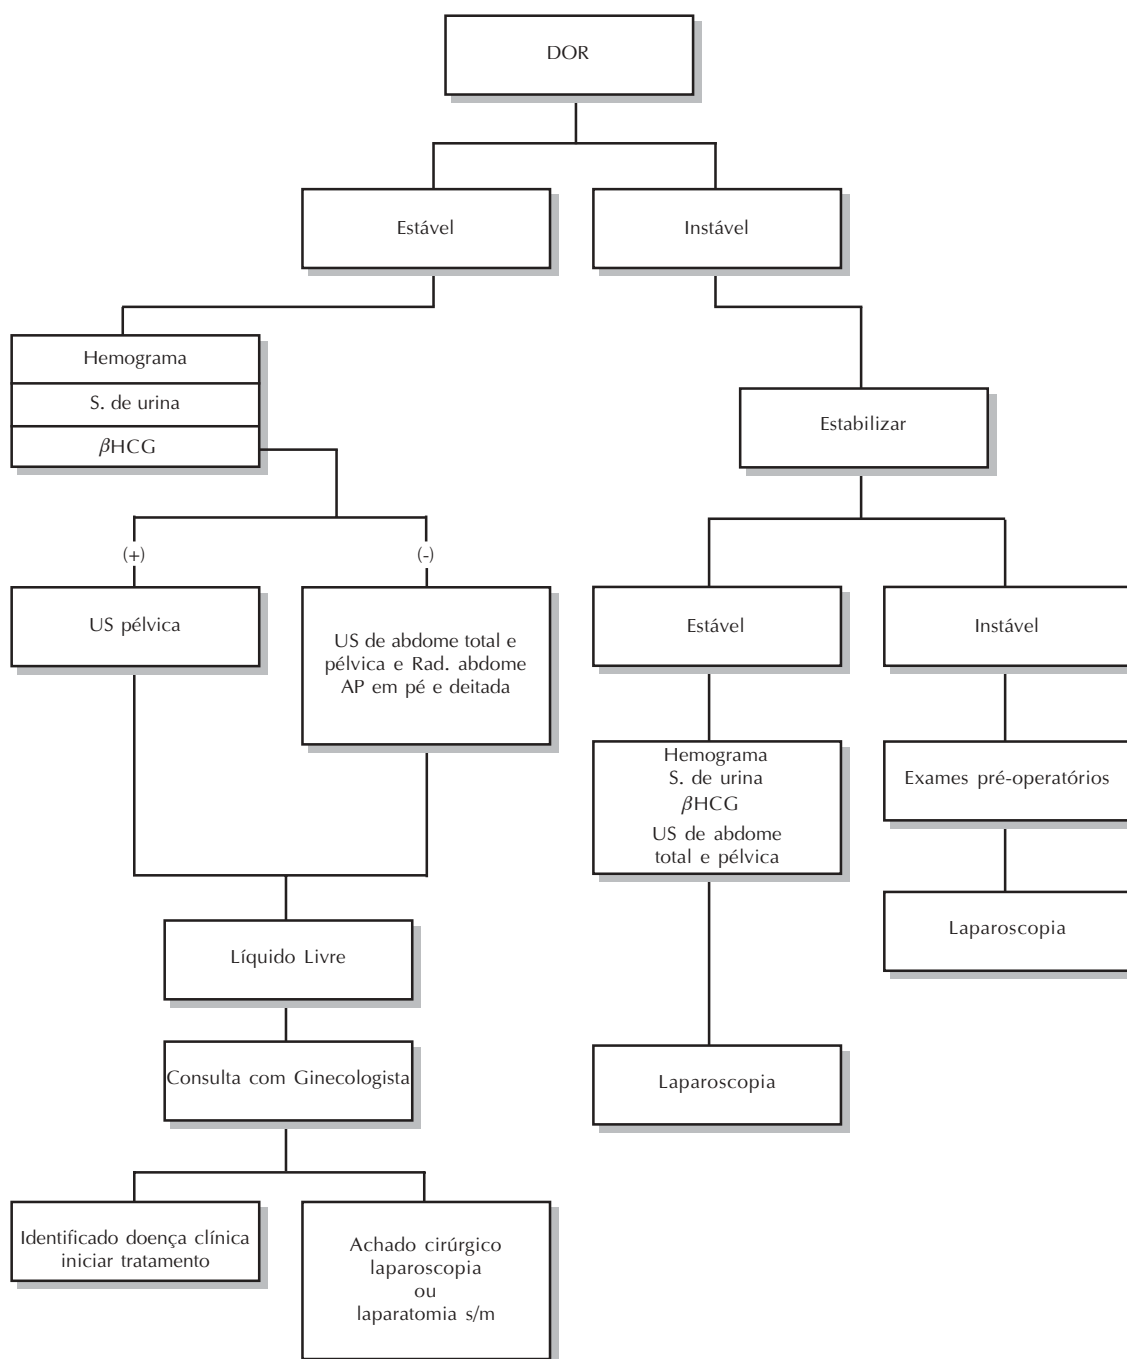 DOR
Estável
Instável
Hemograma
S. de urina
βHCG
Estabilizar
(+)
(-)
US pélvica
US de abdome total e
pélvica e Rad. abdome
AP em pé e deitada
Estável
Instável
Hemograma
S. de urina
βHCG
US de abdome
total e pélvica
Exames pré-operatórios
Laparoscopia
Líquido Livre
Consulta com Ginecologista
Laparoscopia
Identificado doença clínica
iniciar tratamento
Achado cirúrgico
laparoscopia
ou
laparatomia s/m